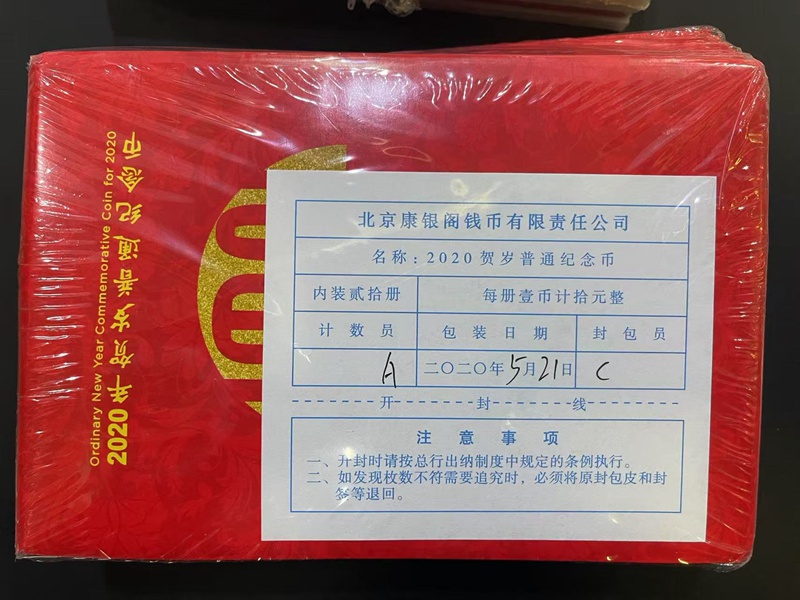 Ordinary New Year Commemorative Coin for 2020
2020年贺岁普通纪念币
北京康银阁钱币有限责任公司
名称：2020贺岁普通纪念币
内装贰拾册 每册壹币计拾元整
计数员 包装日期 封包员
A 二〇二〇年5月21日 C
开封线
注意事项
一、开封时请按总行出纳制度中规定的条例执行。
二、如发现枚数不符需要追究时，必须将原封包皮和封
签等退回。